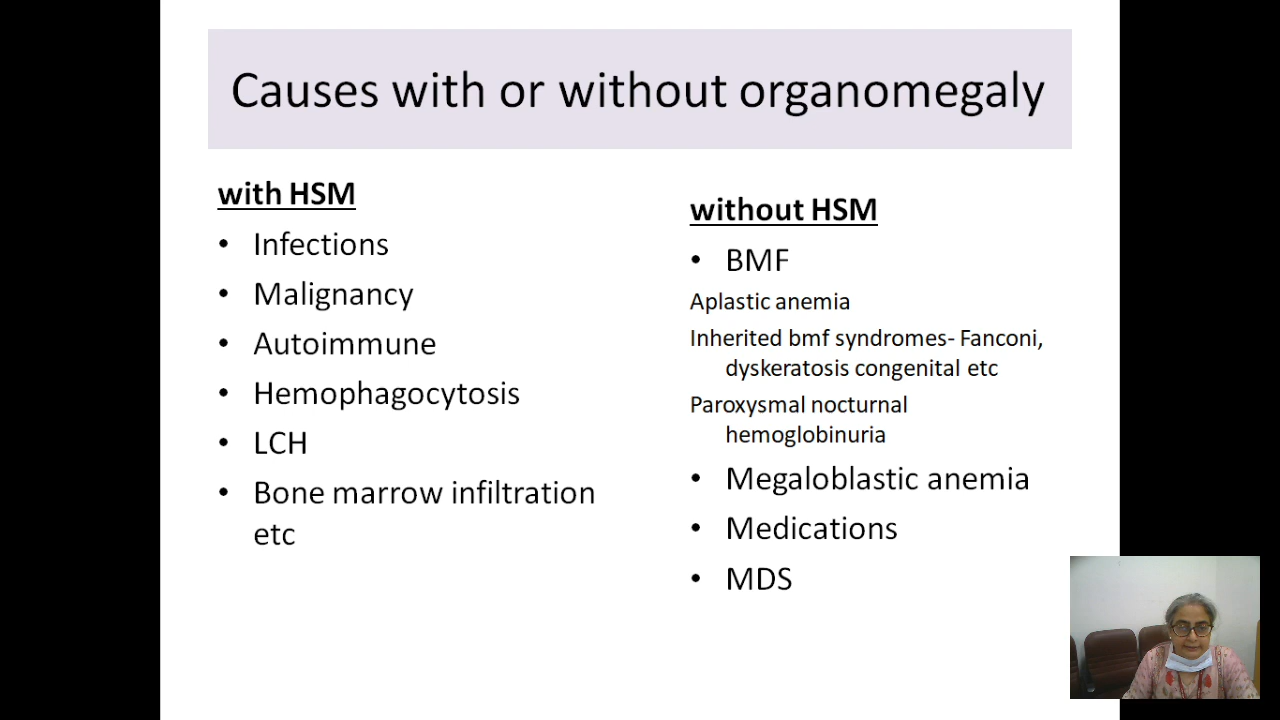 Causes with or without organomegaly
with HSM
• Infections
• Malignancy
• Autoimmune
• Hemophagocytosis
• LCH
• Bone marrow infiltration
etc
without HSM
• BMF
Aplastic anemia
Inherited bmf syndromes- Fanconi,
dyskeratosis congenital etc
Paroxysmal nocturnal
hemoglobinuria
• Megaloblastic anemia
• Medications
• MDS